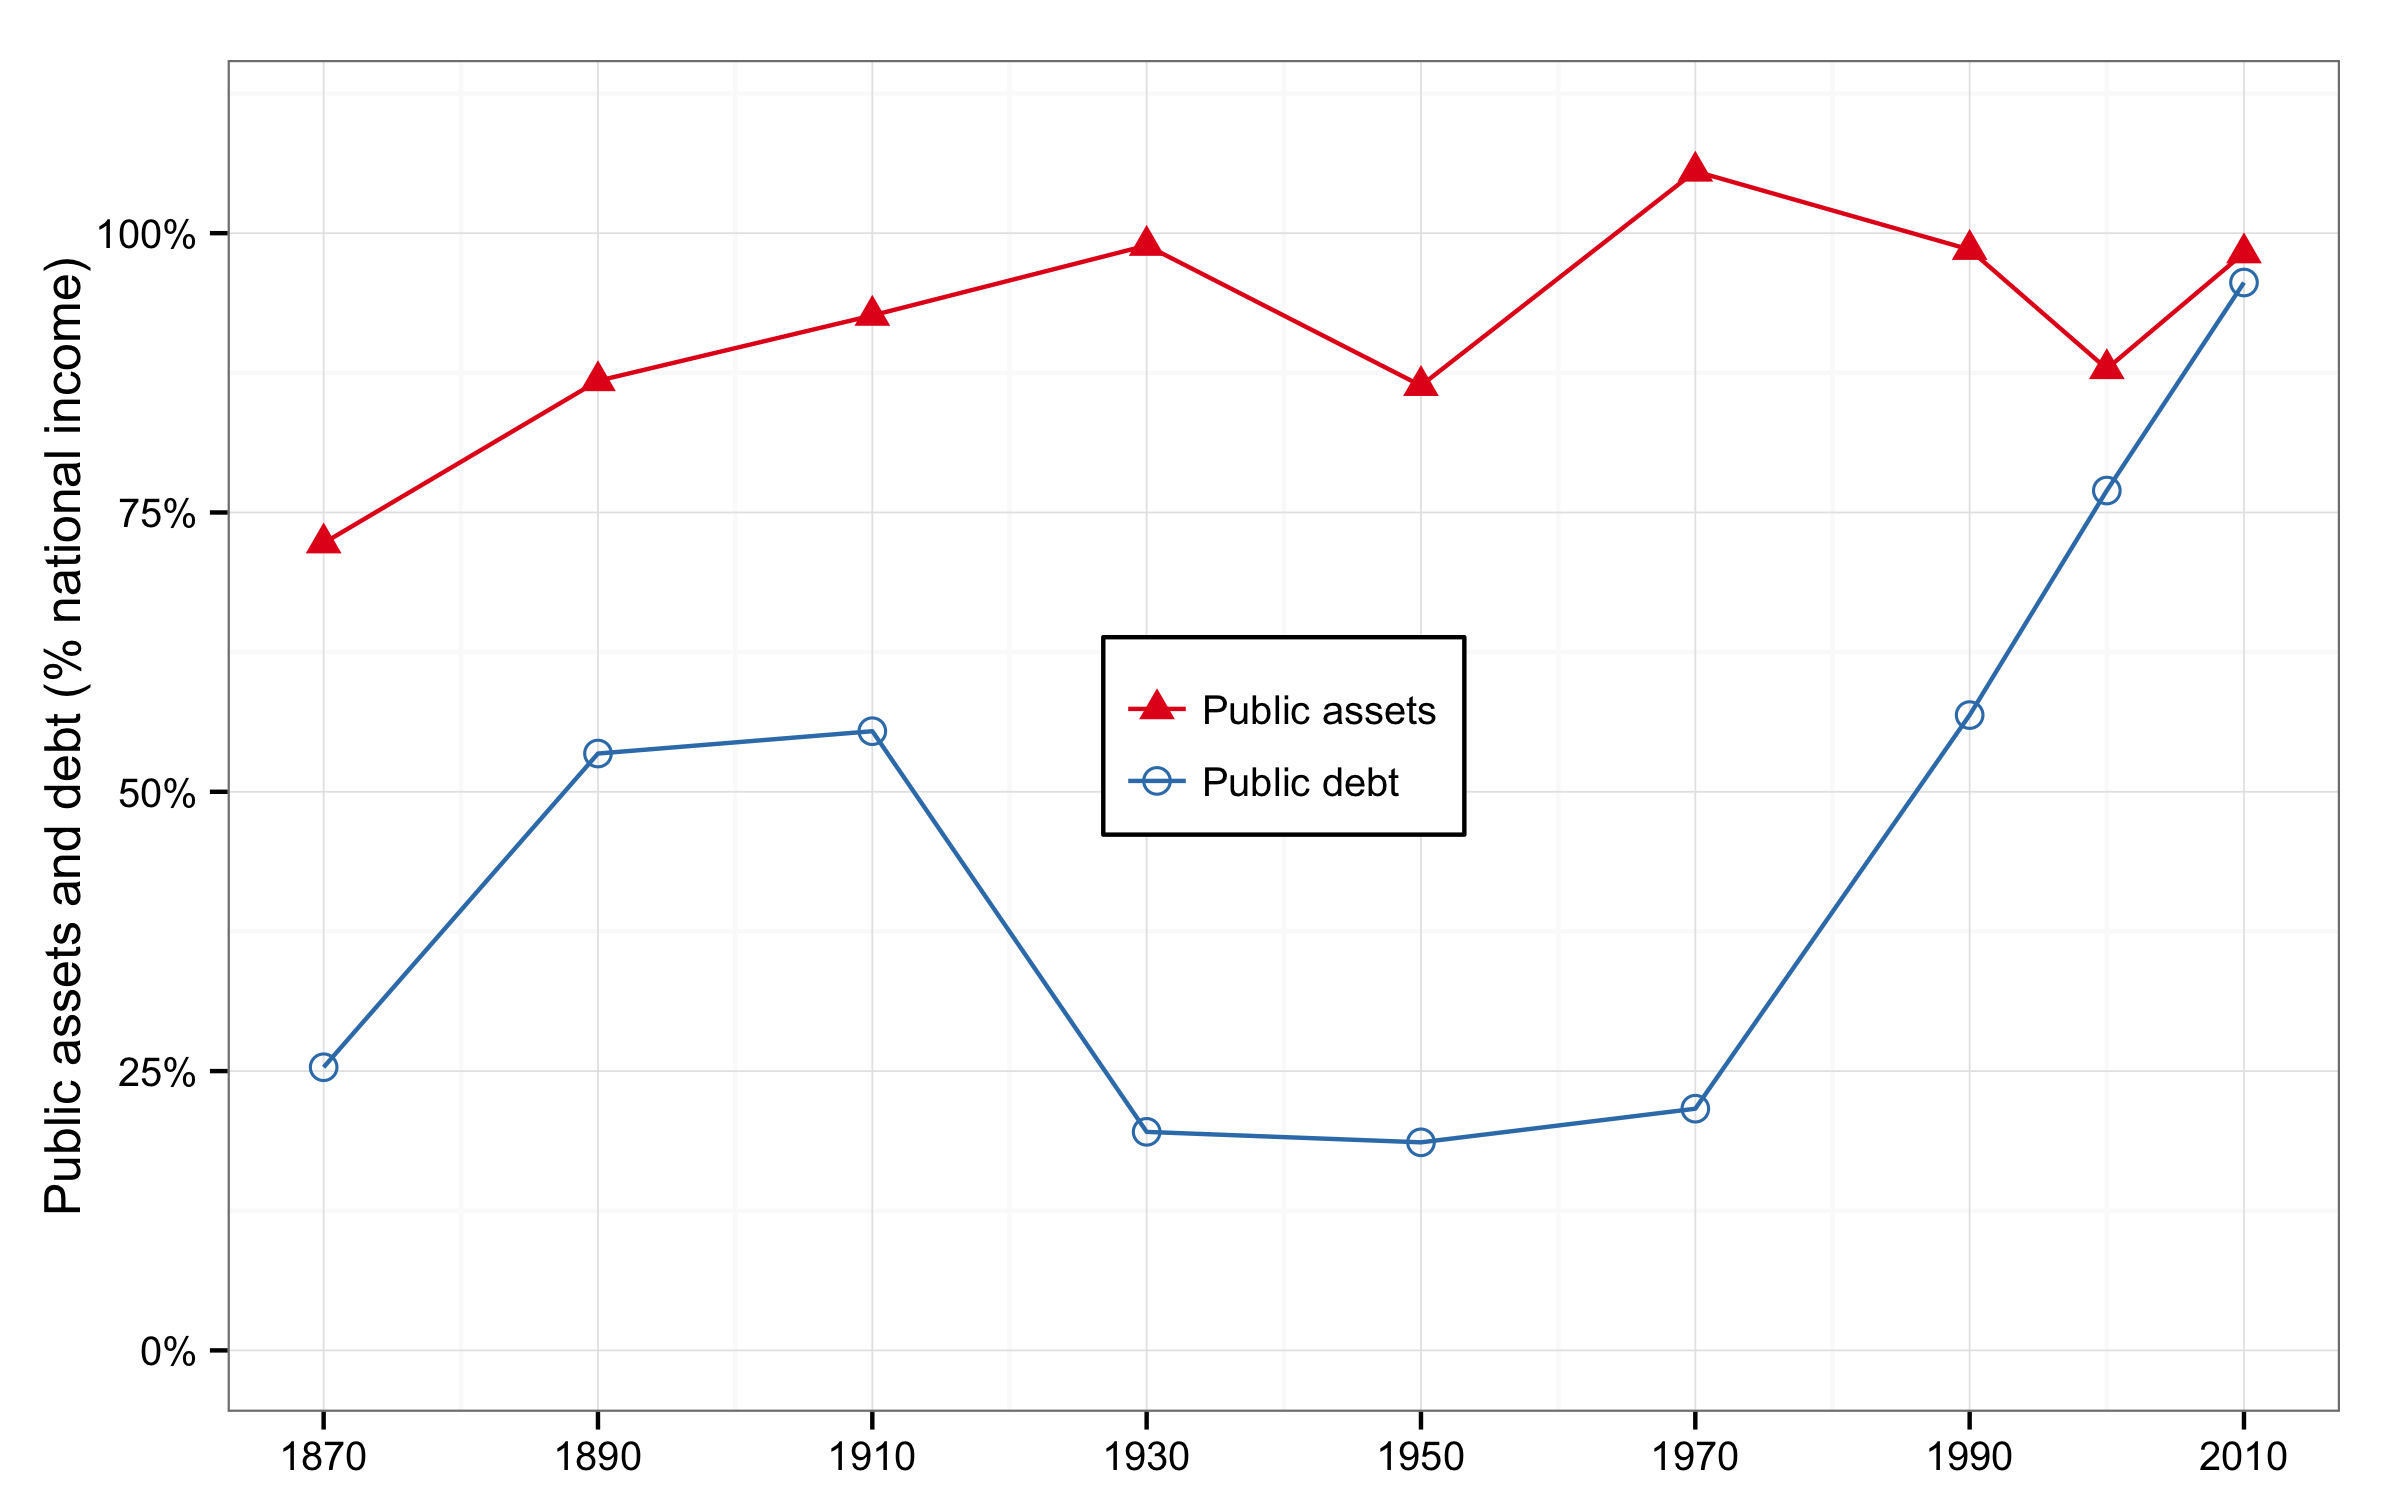 Public assets and debt (% national income)
100%
75%
50%
25%
0%
Public assets
Public debt
1870 1890 1910 1930 1950 1970 1990 2010